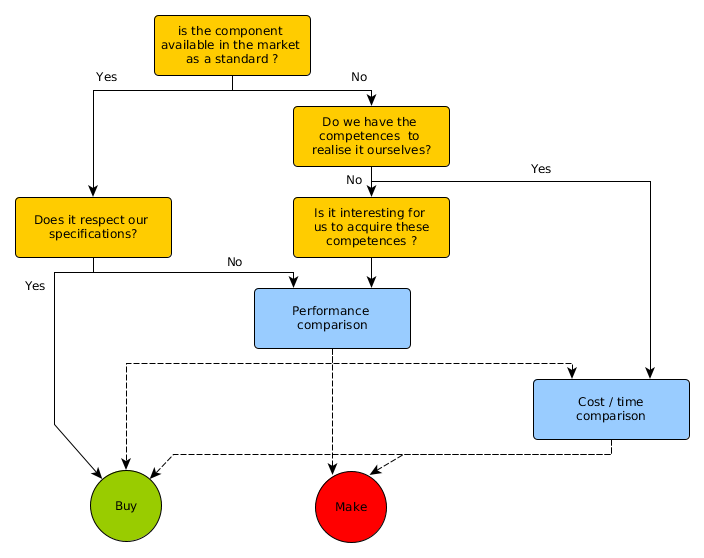 is the component
available in the market
as a standard ?
Yes
No
Do we have the
competences to
realise it ourselves?
Yes
No
Does it respect our
specifications?
Is it interesting for
us to acquire these
competences ?
No
Yes
Performance
comparison
Cost / time
comparison
Buy
Make